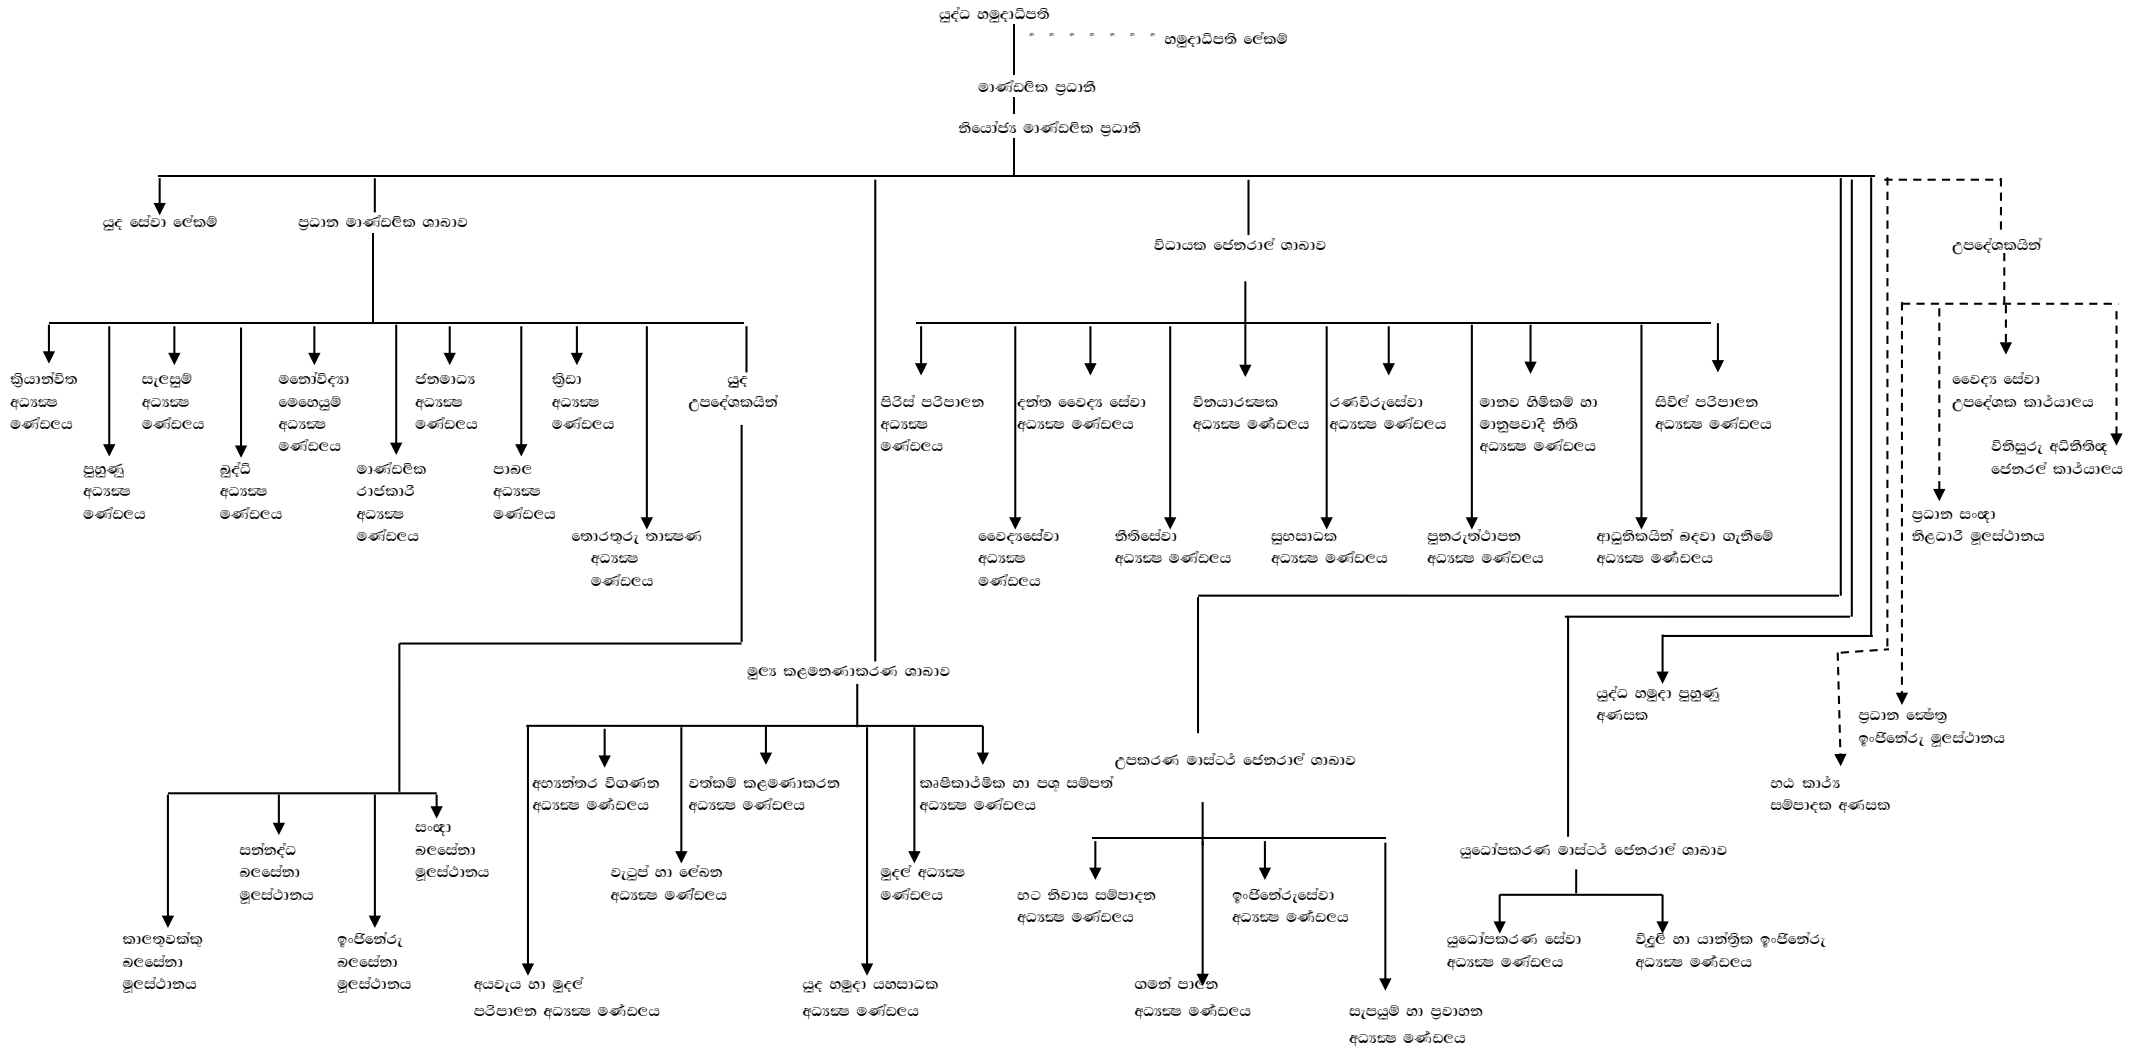 යුද්ධ හමුදාධිපති
හමුදාධිපති ලේකම්
මාණ්ඩලික ප්‍රධානී
නියෝජ්‍ය මාණ්ඩලික ප්‍රධානී
යුද සේවා ලේකම්
ප්‍රධාන මාණ්ඩලික ශාඛාව
විධායක ජෙනරාල් ශාඛාව
උපදේශකයින්
ක්‍රියාන්විත
අධ්‍යක්‍ෂ
මණ්ඩලය
සැලසුම්
අධ්‍යක්‍ෂ
මණ්ඩලය
මනෝවිද්‍යා
මෙහෙයුම්
අධ්‍යක්‍ෂ
මණ්ඩලය
ජනමාධ්‍ය
අධ්‍යක්‍ෂ
මණ්ඩලය
ක්‍රිඩා
අධ්‍යක්‍ෂ
මණ්ඩලය
යුද
උපදේශකයින්
පුහුණු
අධ්‍යක්‍ෂ
මණ්ඩලය
බුද්ධි
අධ්‍යක්‍ෂ
මණ්ඩලය
මාණ්ඩලික
රාජකාරී
අධ්‍යක්‍ෂ
මණ්ඩලය
පාබල
අධ්‍යක්‍ෂ
මණ්ඩලය
තොරතුරු තාක්‍ෂණ
අධ්‍යක්‍ෂ
මණ්ඩලය
පිරිස් පරිපාලන
අධ්‍යක්‍ෂ
මණ්ඩලය
දන්ත වෛද්‍ය සේවා
අධ්‍යක්‍ෂ මණ්ඩලය
විනයාරක්‍ෂක
අධ්‍යක්‍ෂ මණ්ඩලය
රණවිරුසේවා
අධ්‍යක්‍ෂ මණ්ඩලය
මානව හිමිකම් හා
මානුෂවාදී නීති
අධ්‍යක්‍ෂ මණ්ඩලය
සිවිල් පරිපාලන
අධ්‍යක්‍ෂ මණ්ඩලය
වෛද්‍යසේවා
අධ්‍යක්‍ෂ
මණ්ඩලය
නීතිසේවා
අධ්‍යක්‍ෂ මණ්ඩලය
සුභසාධක
අධ්‍යක්‍ෂ මණ්ඩලය
පුනරුත්ථාපන
අධ්‍යක්‍ෂ මණ්ඩලය
ආධුනිකයින් බදවා ගැනීමේ
අධ්‍යක්‍ෂ මණ්ඩලය
වෛද්‍ය සේවා
උපදේශක කාර්යාලය
විනිසුරු අධිනීතිඥ
ජෙනරල් කාර්යාලය
ප්‍රධාන සංඥා
නිළධාරී මූලස්ථානය
මුල්‍ය කළමනණාකරණ ශාඛාව
යුද්ධ හමුදා පුහුණු
අණසක
ප්‍රධාන ක්‍ෂේත්‍ර
ඉංජිනේරු මූලස්ථානය
උපකරණ මාස්ටර් ජෙනරාල් ශාඛාව
භඨ කාර්ය
සම්පාදක අණසක
අභ්‍යන්තර විගණන
අධ්‍යක්‍ෂ මණ්ඩලය
වත්කම් කළමණාකරන
අධ්‍යක්‍ෂ මණ්ඩලය
කෘෂීකාර්මික හා පශු සම්පත්
අධ්‍යක්‍ෂ මණ්ඩලය
සංඥා
බලසේනා
මූලස්ථානය
සන්නද්ධ
බලසේනා
මූලස්ථානය
යුධෝපකරණ මාස්ටර් ජෙනරාල් ශාඛාව
වැටුප් හා ලේඛන
අධ්‍යක්‍ෂ මණ්ඩලය
මුදල් අධ්‍යක්‍ෂ
මණ්ඩලය
භට නිවාස සම්පාදන
අධ්‍යක්‍ෂ මණ්ඩලය
ඉංජිනේරුසේවා
අධ්‍යක්‍ෂ මණ්ඩලය
කාලතුවක්කු
බලසේනා
මූලස්ථානය
ඉංජිනේරු
බලසේනා
මූලස්ථානය
යුධෝපකරණ සේවා
අධ්‍යක්‍ෂ මණ්ඩලය
විදුලි හා යාන්ත්‍රික ඉංජිනේරු
අධ්‍යක්‍ෂ මණ්ඩලය
අයවැය හා මුදල්
පරිපාලන අධ්‍යක්‍ෂ මණ්ඩලය
යුද හමුදා යහසාධක
අධ්‍යක්‍ෂ මණ්ඩලය
ගමන් පාලන
අධ්‍යක්‍ෂ මණ්ඩලය
සැපයුම් හා ප්‍රවාහන
අධ්‍යක්‍ෂ මණ්ඩලය